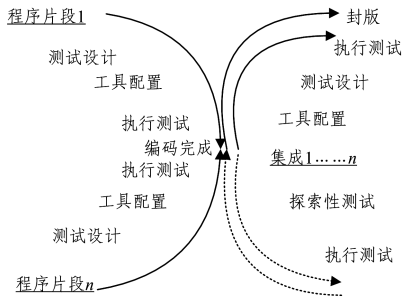 程序片段1
测试设计
工具配置
执行测试
编码完成
执行测试
工具配置
测试设计
程序片段n
封版
执行测试
测试设计
工具配置
集成1……n
探索性测试
执行测试